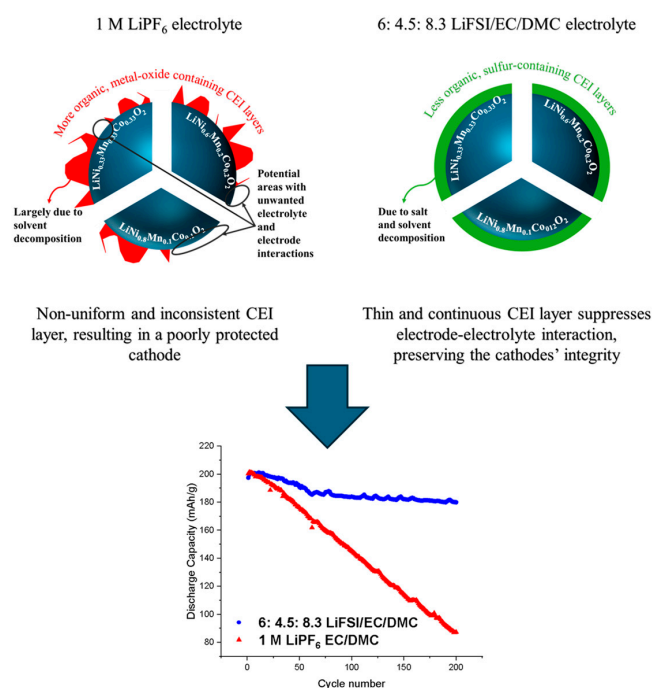 1 M LiPF6 electrolyte
6: 4.5: 8.3 LiFSI/EC/DMC electrolyte
More organic, metal-oxide containing CEI layers
LiNi0.33Mn0.33Co0.33O2
LiNi0.6Mn0.2Co0.2O2
LiNi0.8Mn0.1Co0.12O2
Largely due to
solvent
decomposition
Potential
areas with
unwanted
electrolyte
and
electrode
interactions
Less organic, sulfur-containing CEI layers
LiNi0.33Mn0.33Co0.33O2
LiNi0.6Mn0.2Co0.2O2
LiNi0.8Mn0.1Co012O2
Due to salt
and solvent
decomposition
Non-uniform and inconsistent CEI
layer, resulting in a poorly protected
cathode
Thin and continuous CEI layer suppresses
electrode-electrolyte interaction,
preserving the cathodes' integrity
Discharge Capacity (mAh/g)
220
200
180
160
140
120
100
80
6: 4.5: 8.3 LiFSI/EC/DMC
1 M LiPF6 EC/DMC
0 50 100 150 200
Cycle number